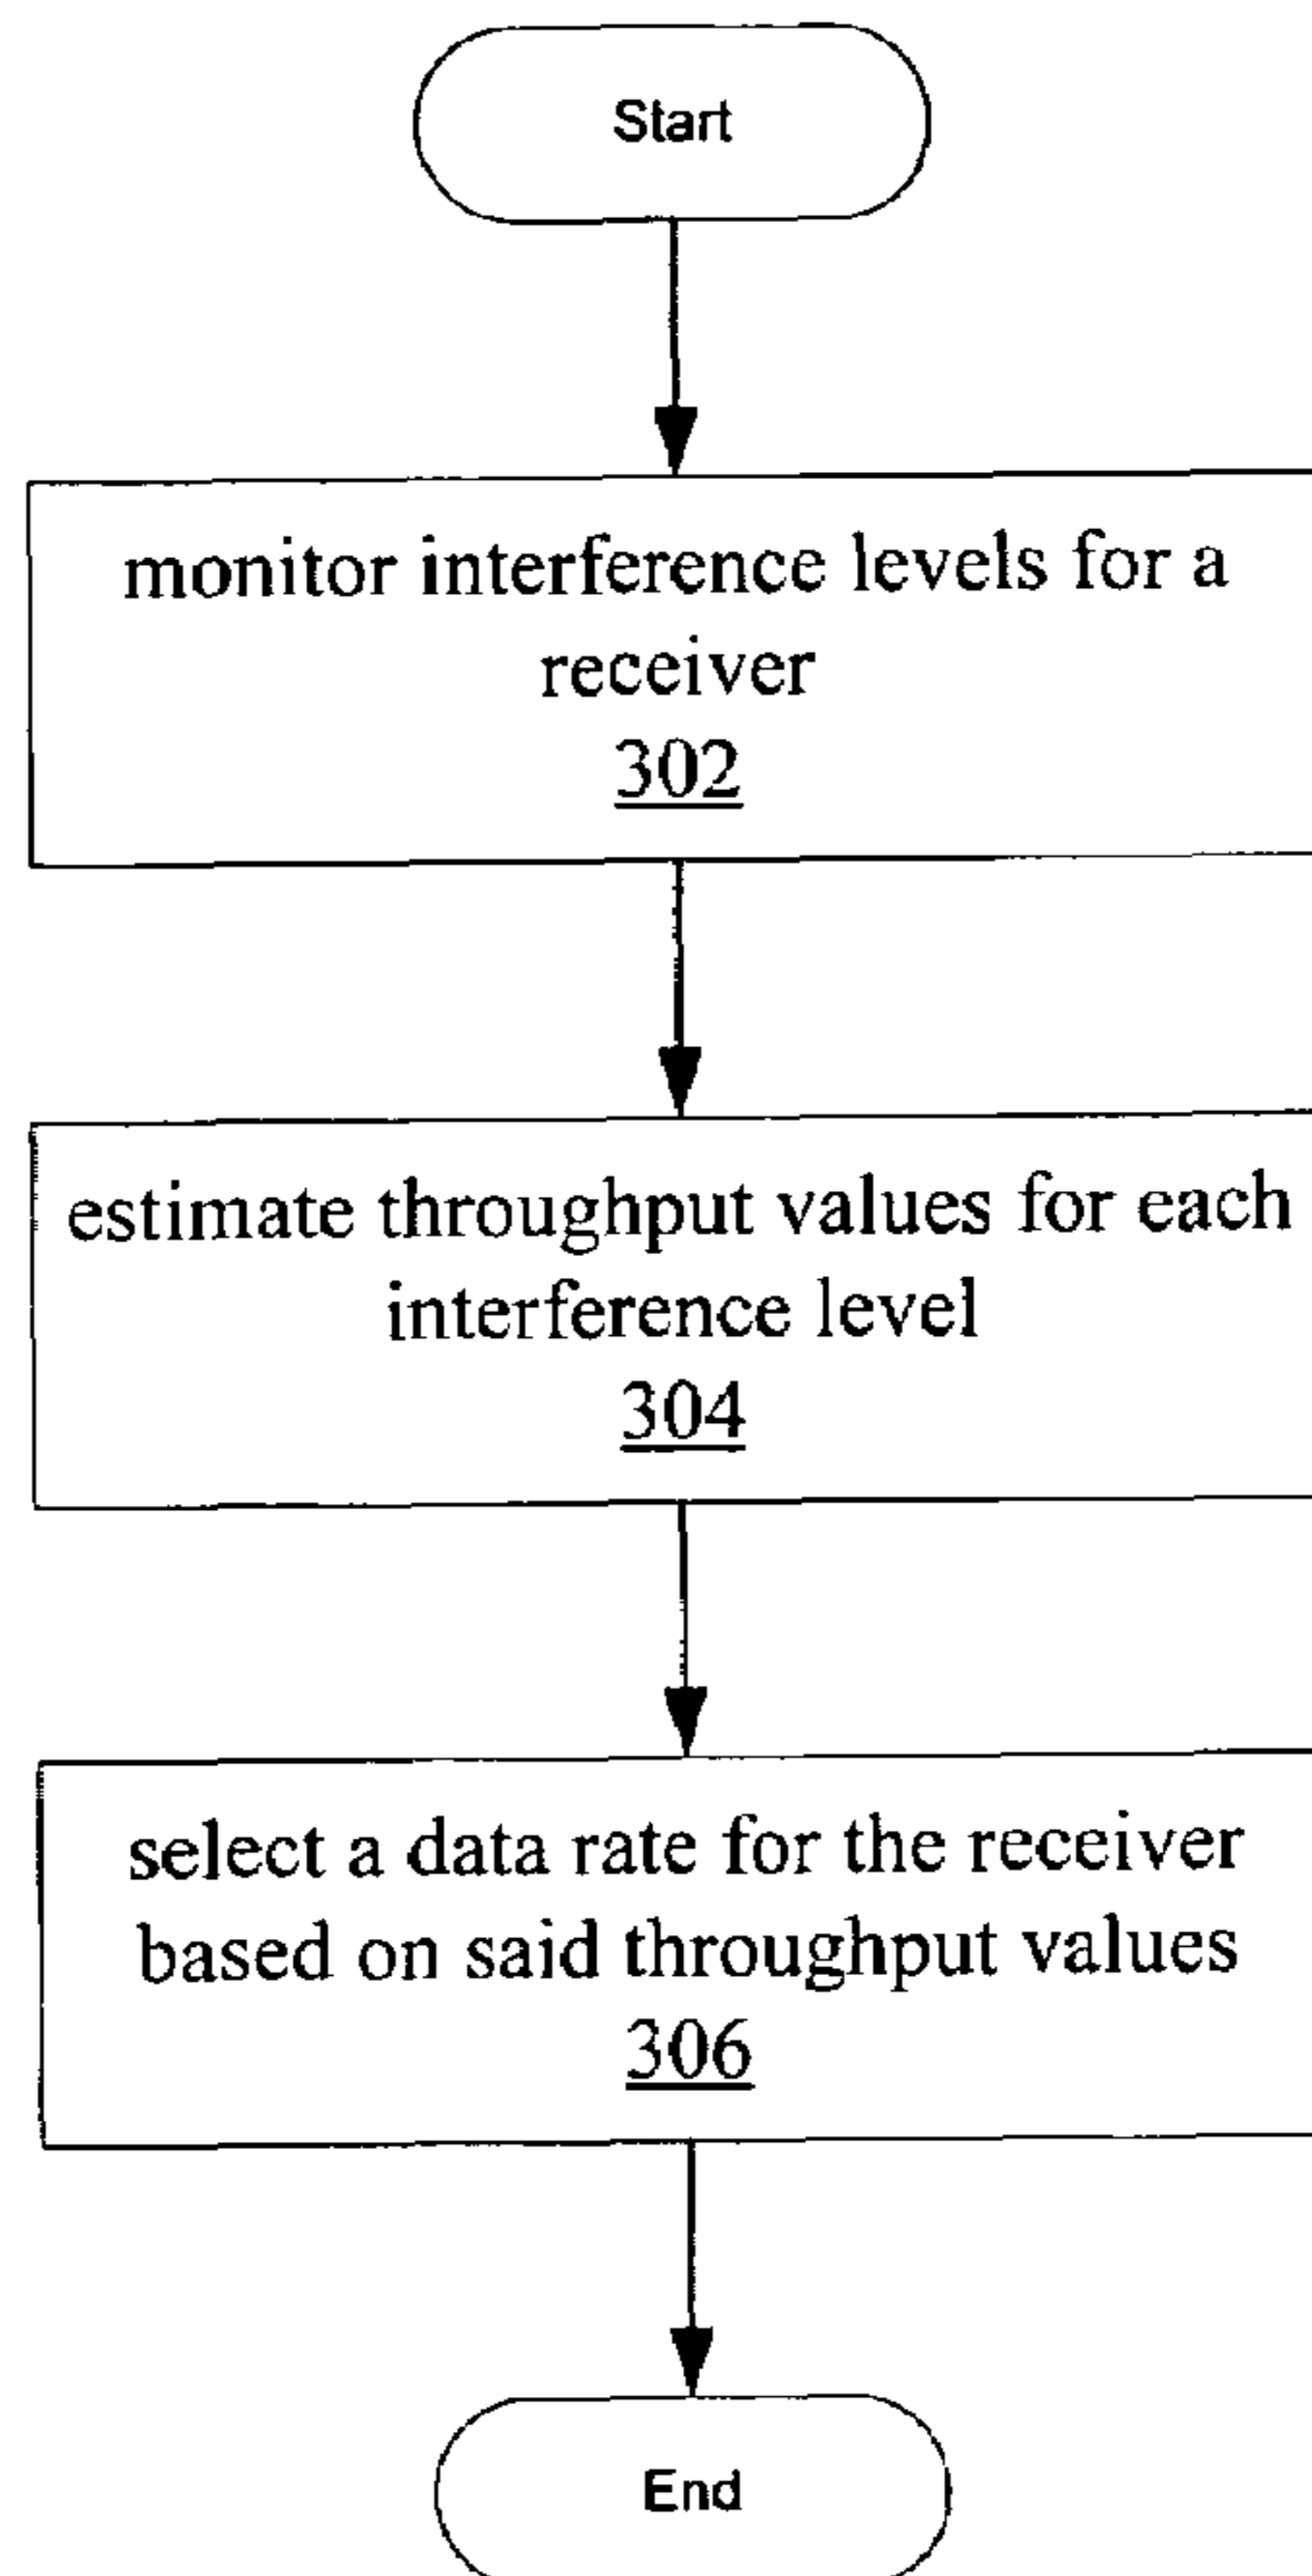 Start
monitor interference levels for a
receiver
302
estimate throughput values for each
interference level
304
select a data rate for the receiver
based on said throughput values
306
End